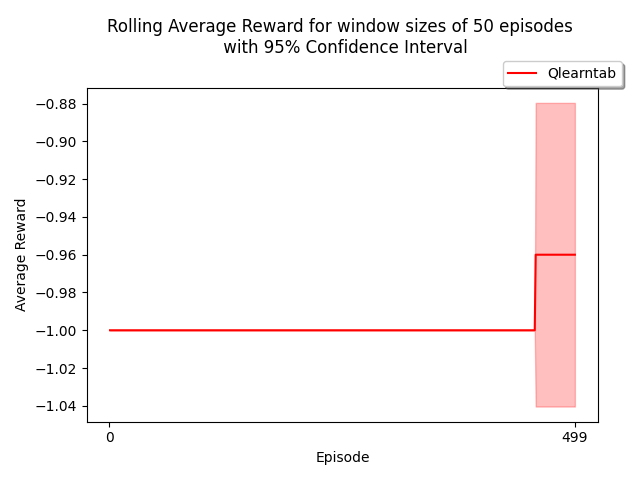 Rolling Average Reward for window sizes of 50 episodes
with 95% Confidence Interval
Qlearntab
−0.88
−0.90
−0.92
−0.94
−0.96
−0.98
−1.00
−1.02
−1.04
Average Reward
0
499
Episode